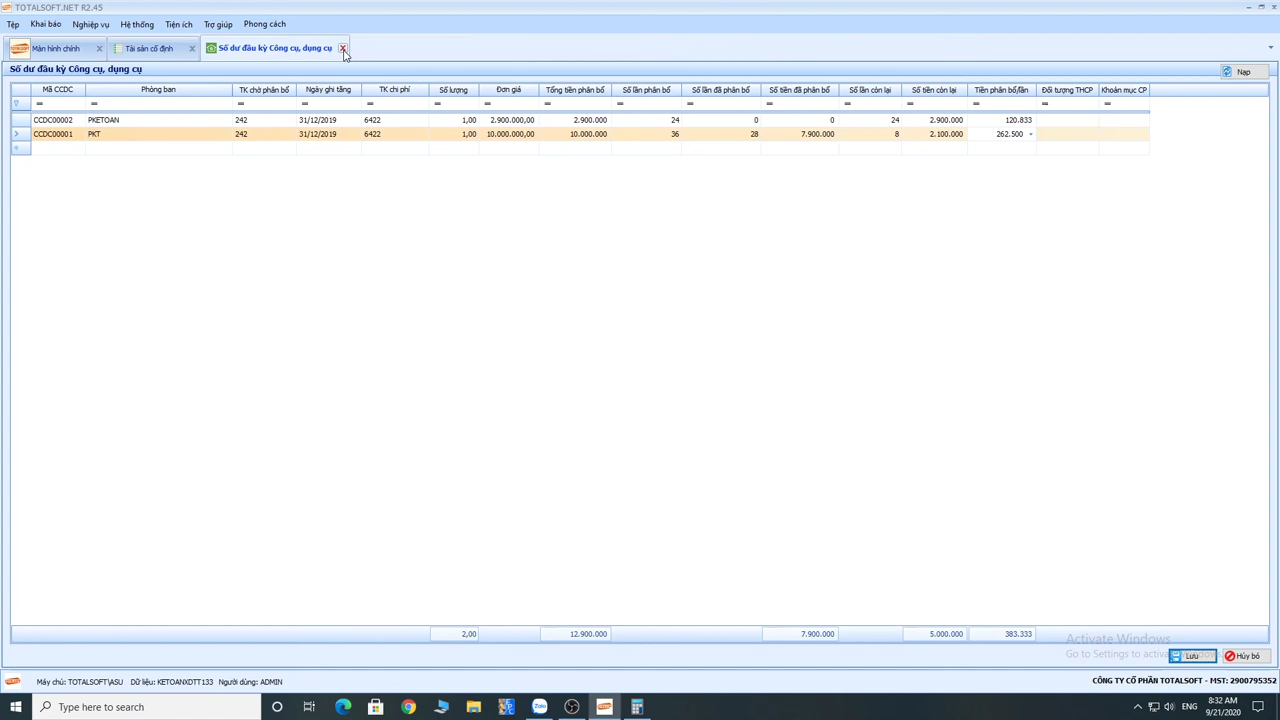 TOTALSOFT.NET R2.45
Tệp Khai báo Nghiệp vụ Hệ thống Tiện ích Trợ giúp Phong cách
Màn hình chính Tài sản cố định Số dư đầu kỳ Công cụ, dụng cụ
Số dư đầu kỳ Công cụ, dụng cụ Nạp
Mã CCDC Phòng ban TK chờ phân bổ Ngày ghi tăng TK chi phí Số lượng Đơn giá Tổng tiền phân bổ Số lần phân bổ Số lần đã phân bổ Số tiền đã phân bổ Số lần còn lại Số tiền còn lại Tiền phân bổ/lần Đối tượng THCP Khoản mục CP
= = = = = = = = = = = = = = = =
CCDC00002 PKETOAN 242 31/12/2019 6422 1,00 2.900.000,00 2.900.000 24 0 0 24 2.900.000 120.833
CCDC00001 PKT 242 31/12/2019 6422 1,00 10.000.000,00 10.000.000 36 28 7.900.000 8 2.100.000 262.500
2,00 12.900.000 7.900.000 5.000.000 383.333
Activate Windows
Go to Settings to activa
Lưu Hủy bỏ
Máy chủ: TOTALSOFT\ASU Dữ liệu: KETOANXDTT133 Người dùng: ADMIN CÔNG TY CỔ PHẦN TOTALSOFT - MST: 2900795352
Type here to search
Zalo
ENG
8:32 AM
9/21/2020